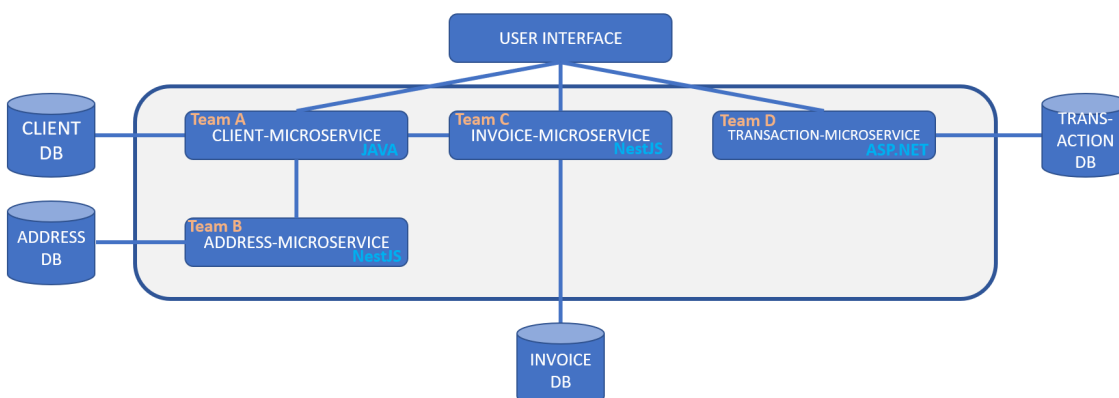 USER INTERFACE
CLIENT
DB
Team A
CLIENT-MICROSERVICE
JAVA
Team C
INVOICE-MICROSERVICE
NestJS
Team D
TRANSACTION-MICROSERVICE
ASP.NET
TRANS-
ACTION
DB
ADDRESS
DB
Team B
ADDRESS-MICROSERVICE
NestJS
INVOICE
DB